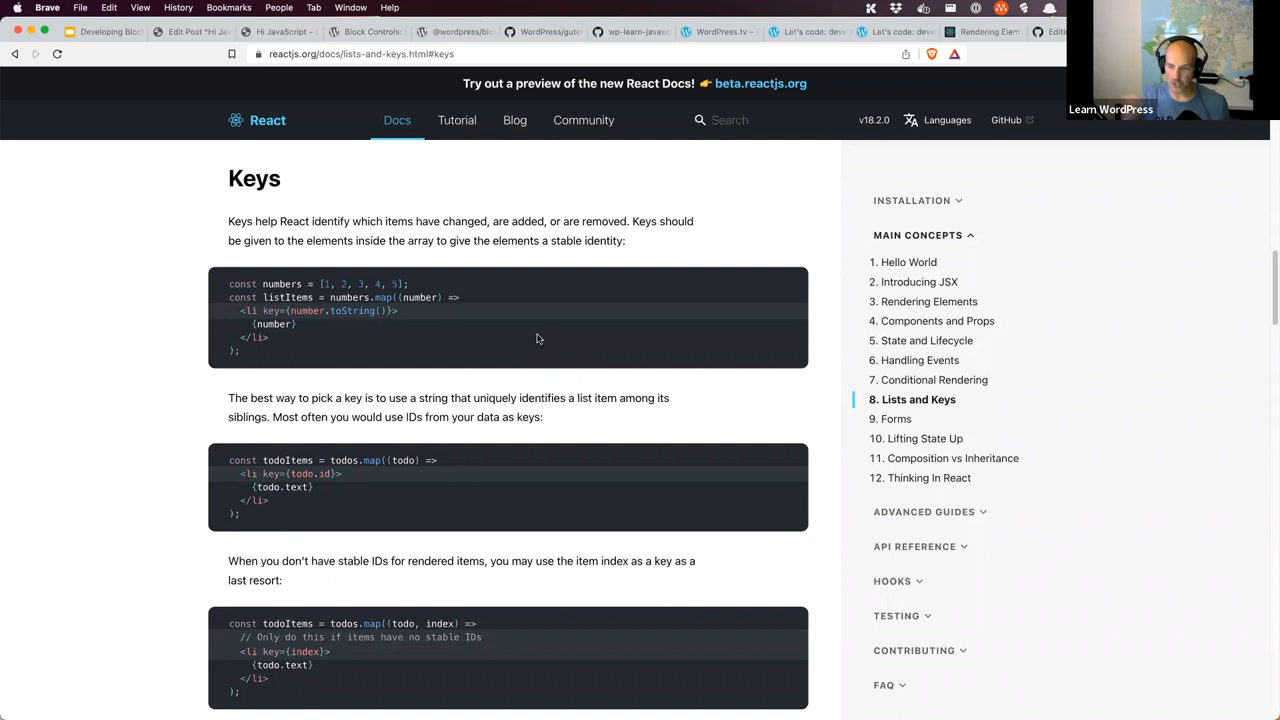 Brave File Edit View History Bookmarks People Tab Window Help
Developing Bloc
Edit Post "Hi Ja
Hi JavaScript –
Block Controls:
@wordpress/blo
WordPress/gute
wp-learn-javasc
WordPress.tv –
Let's code: deve
Let's code: deve
Rendering Elem
Editi
reactjs.org/docs/lists-and-keys.html#keys
Learn WordPress
Try out a preview of the new React Docs! 👉 beta.reactjs.org
React
Docs Tutorial Blog Community
Search
v18.2.0 Languages GitHub
Keys
Keys help React identify which items have changed, are added, or are removed. Keys should
be given to the elements inside the array to give the elements a stable identity:
const numbers = [1, 2, 3, 4, 5];
const listItems = numbers.map((number) =>
<li key={number.toString()}>
{number}
</li>
);
The best way to pick a key is to use a string that uniquely identifies a list item among its
siblings. Most often you would use IDs from your data as keys:
const todoItems = todos.map((todo) =>
<li key={todo.id}>
{todo.text}
</li>
);
When you don't have stable IDs for rendered items, you may use the item index as a key as a
last resort:
const todoItems = todos.map((todo, index) =>
// Only do this if items have no stable IDs
<li key={index}>
{todo.text}
</li>
);
INSTALLATION
MAIN CONCEPTS
1. Hello World
2. Introducing JSX
3. Rendering Elements
4. Components and Props
5. State and Lifecycle
6. Handling Events
7. Conditional Rendering
8. Lists and Keys
9. Forms
10. Lifting State Up
11. Composition vs Inheritance
12. Thinking In React
ADVANCED GUIDES
API REFERENCE
HOOKS
TESTING
CONTRIBUTING
FAQ